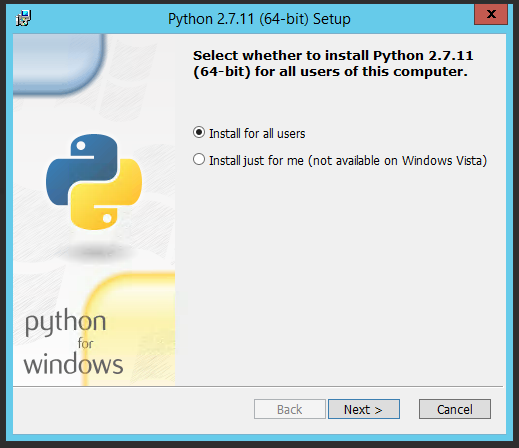 Python 2.7.11 (64-bit) Setup
x
Select whether to install Python 2.7.11
(64-bit) for all users of this computer.
Install for all users
Install just for me (not available on Windows Vista)
python
for
windows
Back
Next >
Cancel